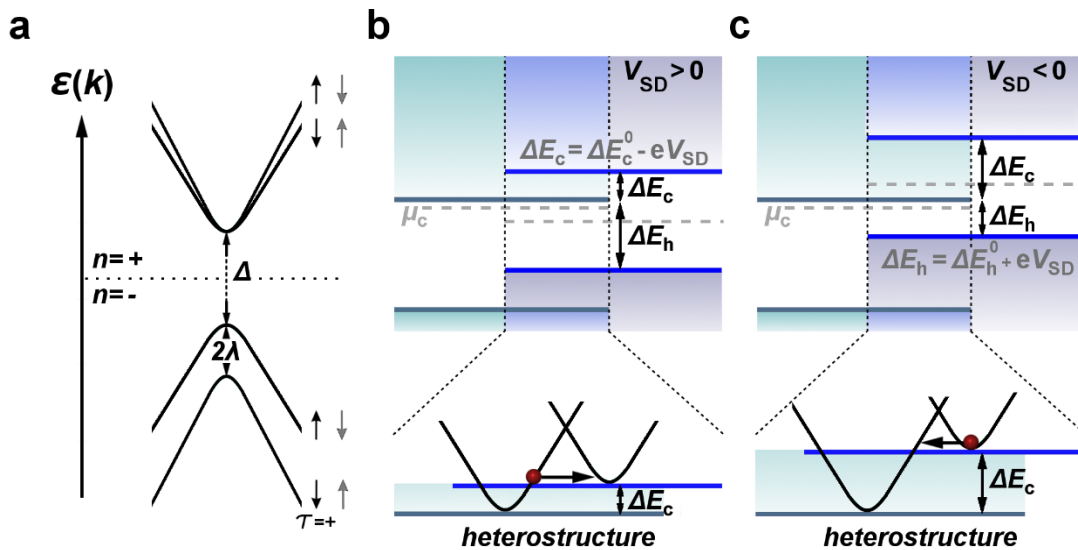 a
ε(k)
↑ ↓
↓ ↑
n=+
Δ
n=-
2λ
↑ ↓
↓ ↑
τ=+
b
V_SD>0
ΔE_c = ΔE_c^0 - eV_SD
ΔE_c
μ_c
ΔE_h
ΔE_c
heterostructure
c
V_SD<0
ΔE_c
μ_c
ΔE_h
ΔE_h = ΔE_h^0 + eV_SD
ΔE_c
heterostructure